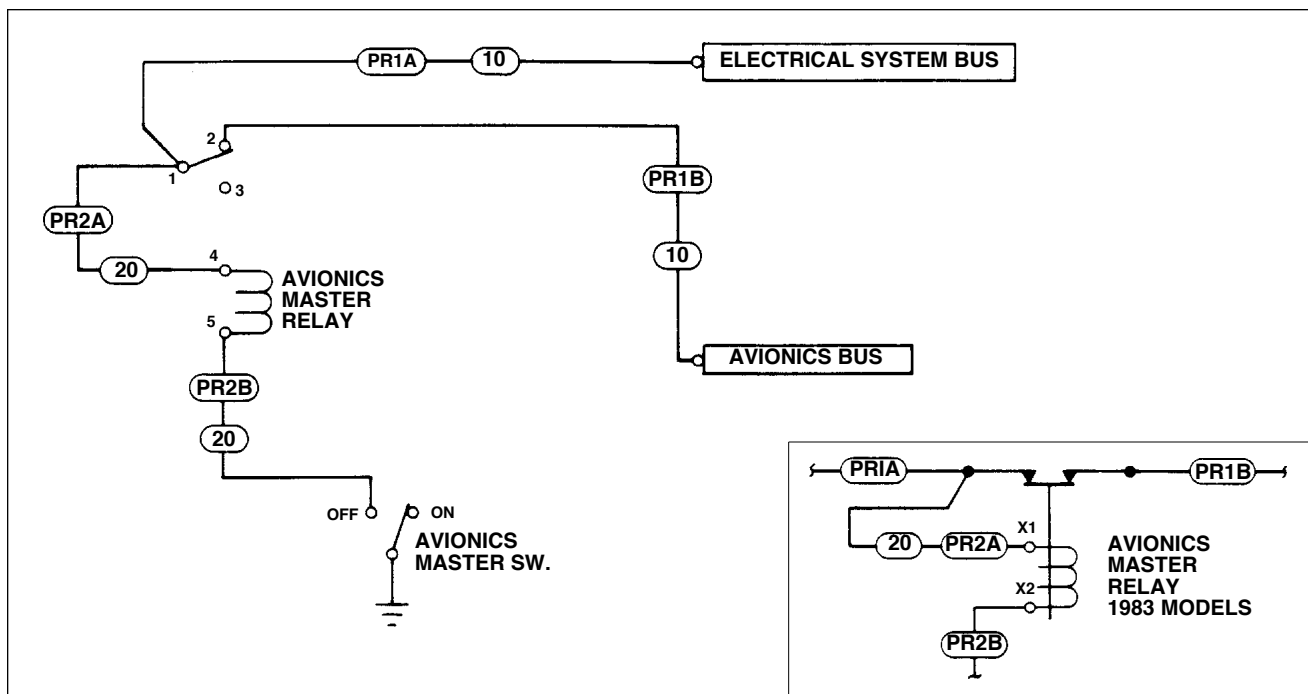 PR1A 10 ELECTRICAL SYSTEM BUS
2
1
3
PR1B
PR2A
10
4
20
AVIONICS
MASTER
RELAY
5
AVIONICS BUS
PR2B
20
OFF ON
AVIONICS
MASTER SW.
PRIA PR1B
X1
20 PR2A
AVIONICS
MASTER
RELAY
1983 MODELS
X2
PR2B